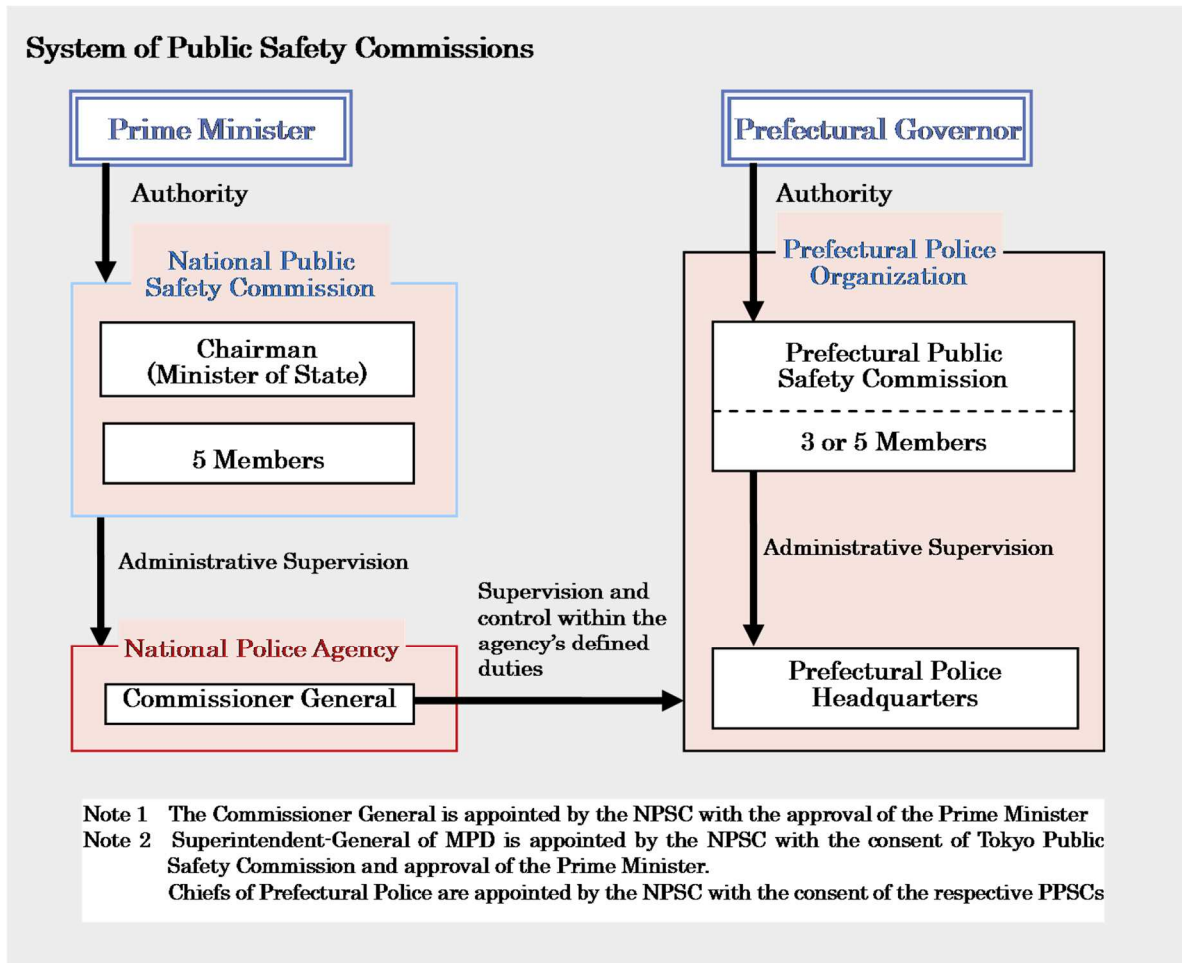 System of Public Safety Commissions
Prime Minister
Authority
National Public
Safety Commission
Chairman
(Minister of State)
5 Members
Administrative Supervision
National Police Agency
Commissioner General
Supervision and
control within the
agency's defined
duties
Prefectural Governor
Authority
Prefectural Police
Organization
Prefectural Public
Safety Commission
3 or 5 Members
Administrative Supervision
Prefectural Police
Headquarters
Note 1 The Commissioner General is appointed by the NPSC with the approval of the Prime Minister
Note 2 Superintendent-General of MPD is appointed by the NPSC with the consent of Tokyo Public
Safety Commission and approval of the Prime Minister.
Chiefs of Prefectural Police are appointed by the NPSC with the consent of the respective PPSCs